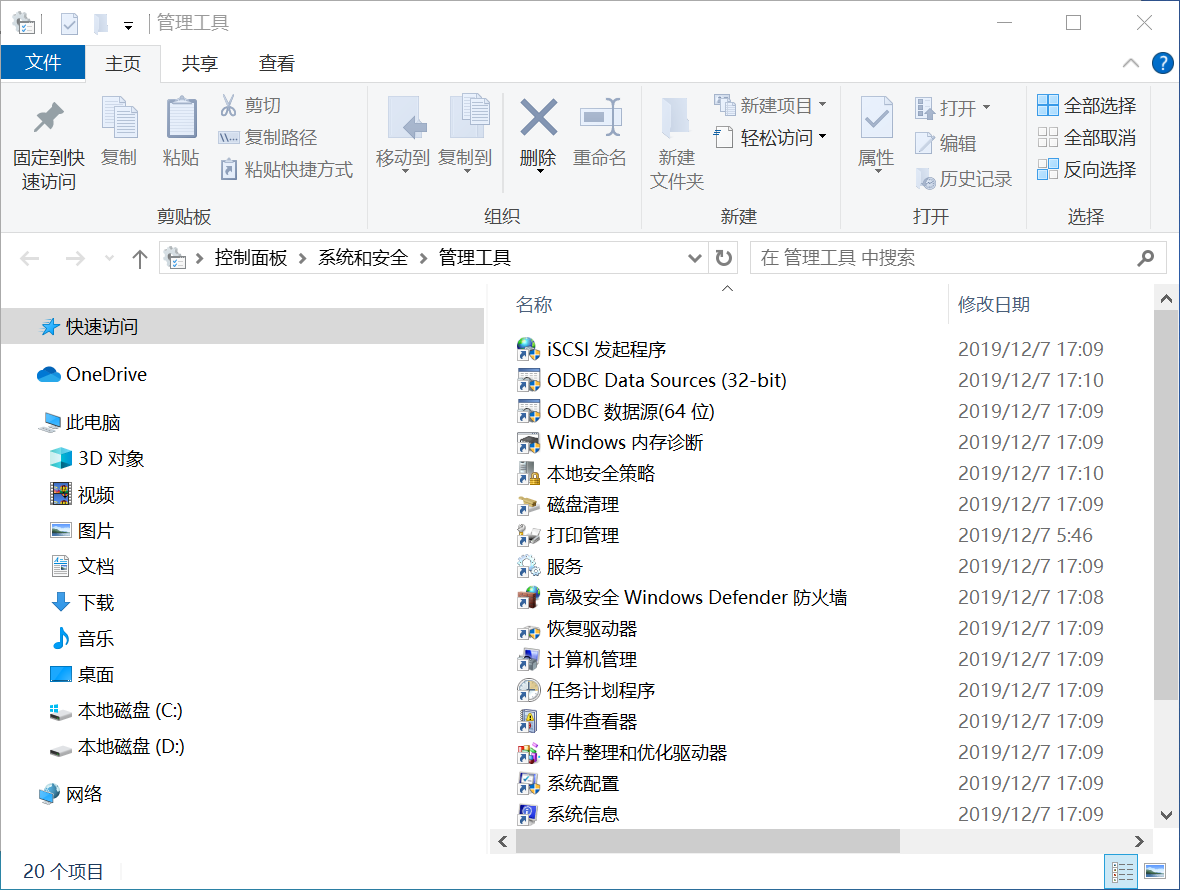 管理工具
文件 主页 共享 查看
固定到快速访问
复制
粘贴
剪切
复制路径
粘贴快捷方式
剪贴板
移动到
复制到
删除
重命名
组织
新建文件夹
新建项目
轻松访问
新建
属性
打开
编辑
历史记录
打开
全部选择
全部取消
反向选择
选择
控制面板 系统和安全 管理工具
在 管理工具 中搜索
快速访问
OneDrive
此电脑
3D 对象
视频
图片
文档
下载
音乐
桌面
本地磁盘 (C:)
本地磁盘 (D:)
网络
名称 修改日期
iSCSI 发起程序 2019/12/7 17:09
ODBC Data Sources (32-bit) 2019/12/7 17:10
ODBC 数据源(64 位) 2019/12/7 17:09
Windows 内存诊断 2019/12/7 17:09
本地安全策略 2019/12/7 17:10
磁盘清理 2019/12/7 17:09
打印管理 2019/12/7 5:46
服务 2019/12/7 17:09
高级安全 Windows Defender 防火墙 2019/12/7 17:08
恢复驱动器 2019/12/7 17:09
计算机管理 2019/12/7 17:09
任务计划程序 2019/12/7 17:09
事件查看器 2019/12/7 17:09
碎片整理和优化驱动器 2019/12/7 17:09
系统配置 2019/12/7 17:09
系统信息 2019/12/7 17:09
20 个项目